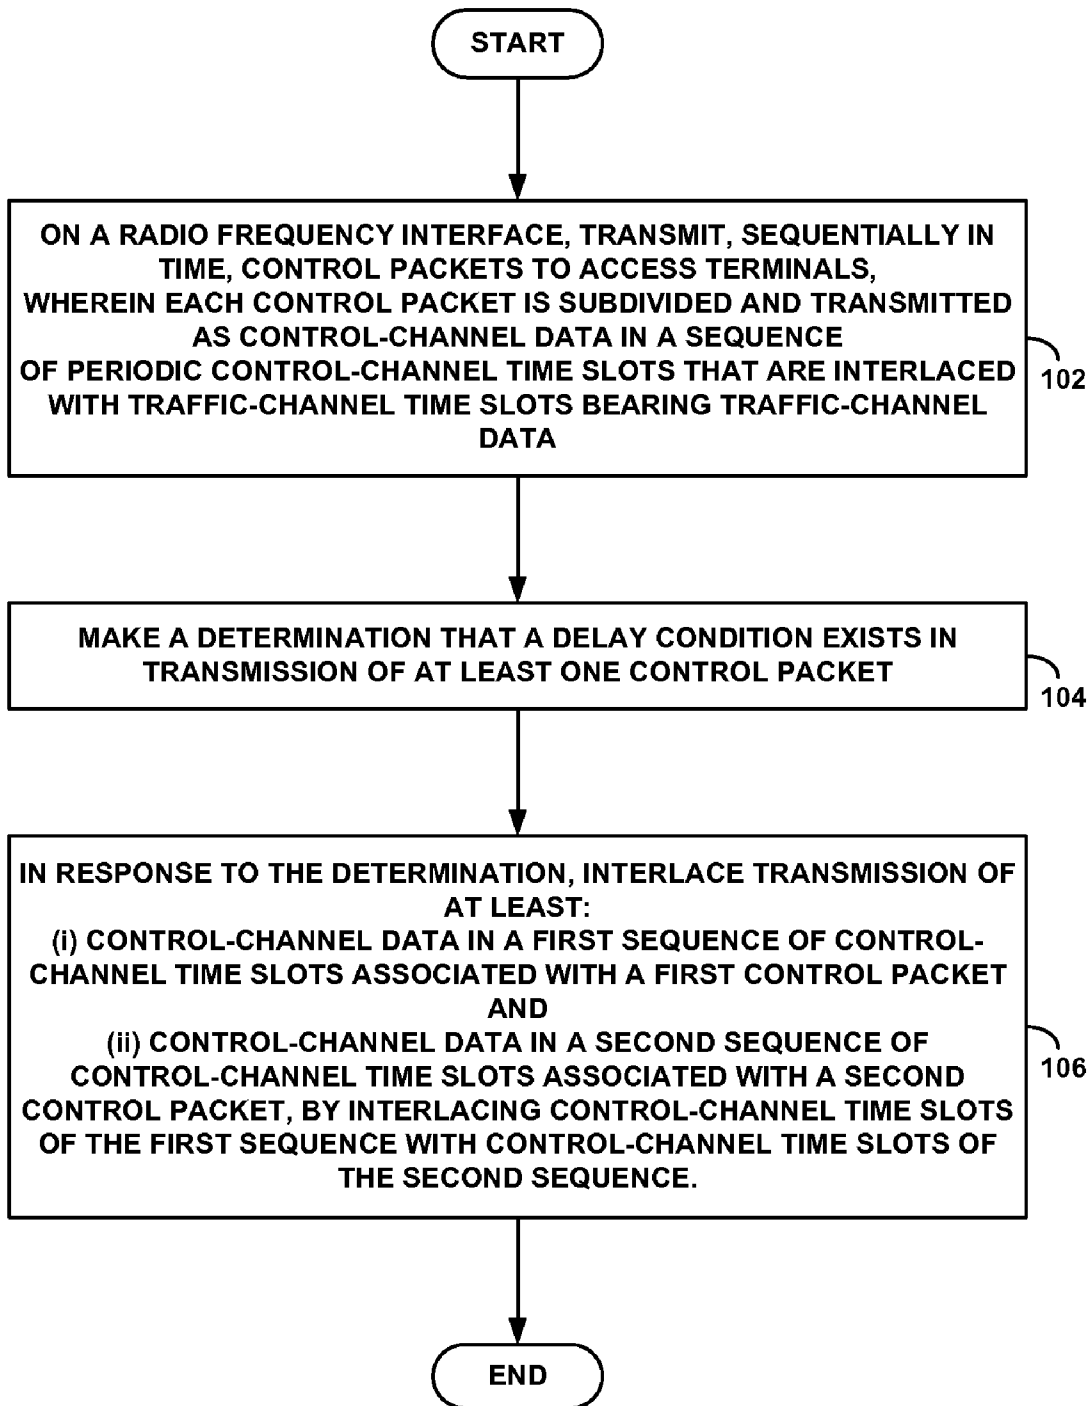 START
ON A RADIO FREQUENCY INTERFACE, TRANSMIT, SEQUENTIALLY IN
TIME, CONTROL PACKETS TO ACCESS TERMINALS,
WHEREIN EACH CONTROL PACKET IS SUBDIVIDED AND TRANSMITTED
AS CONTROL-CHANNEL DATA IN A SEQUENCE
OF PERIODIC CONTROL-CHANNEL TIME SLOTS THAT ARE INTERLACED
WITH TRAFFIC-CHANNEL TIME SLOTS BEARING TRAFFIC-CHANNEL
DATA
102
MAKE A DETERMINATION THAT A DELAY CONDITION EXISTS IN
TRANSMISSION OF AT LEAST ONE CONTROL PACKET
104
IN RESPONSE TO THE DETERMINATION, INTERLACE TRANSMISSION OF
AT LEAST:
(i) CONTROL-CHANNEL DATA IN A FIRST SEQUENCE OF CONTROL-
CHANNEL TIME SLOTS ASSOCIATED WITH A FIRST CONTROL PACKET
AND
(ii) CONTROL-CHANNEL DATA IN A SECOND SEQUENCE OF
CONTROL-CHANNEL TIME SLOTS ASSOCIATED WITH A SECOND
CONTROL PACKET, BY INTERLACING CONTROL-CHANNEL TIME SLOTS
OF THE FIRST SEQUENCE WITH CONTROL-CHANNEL TIME SLOTS OF
THE SECOND SEQUENCE.
106
END